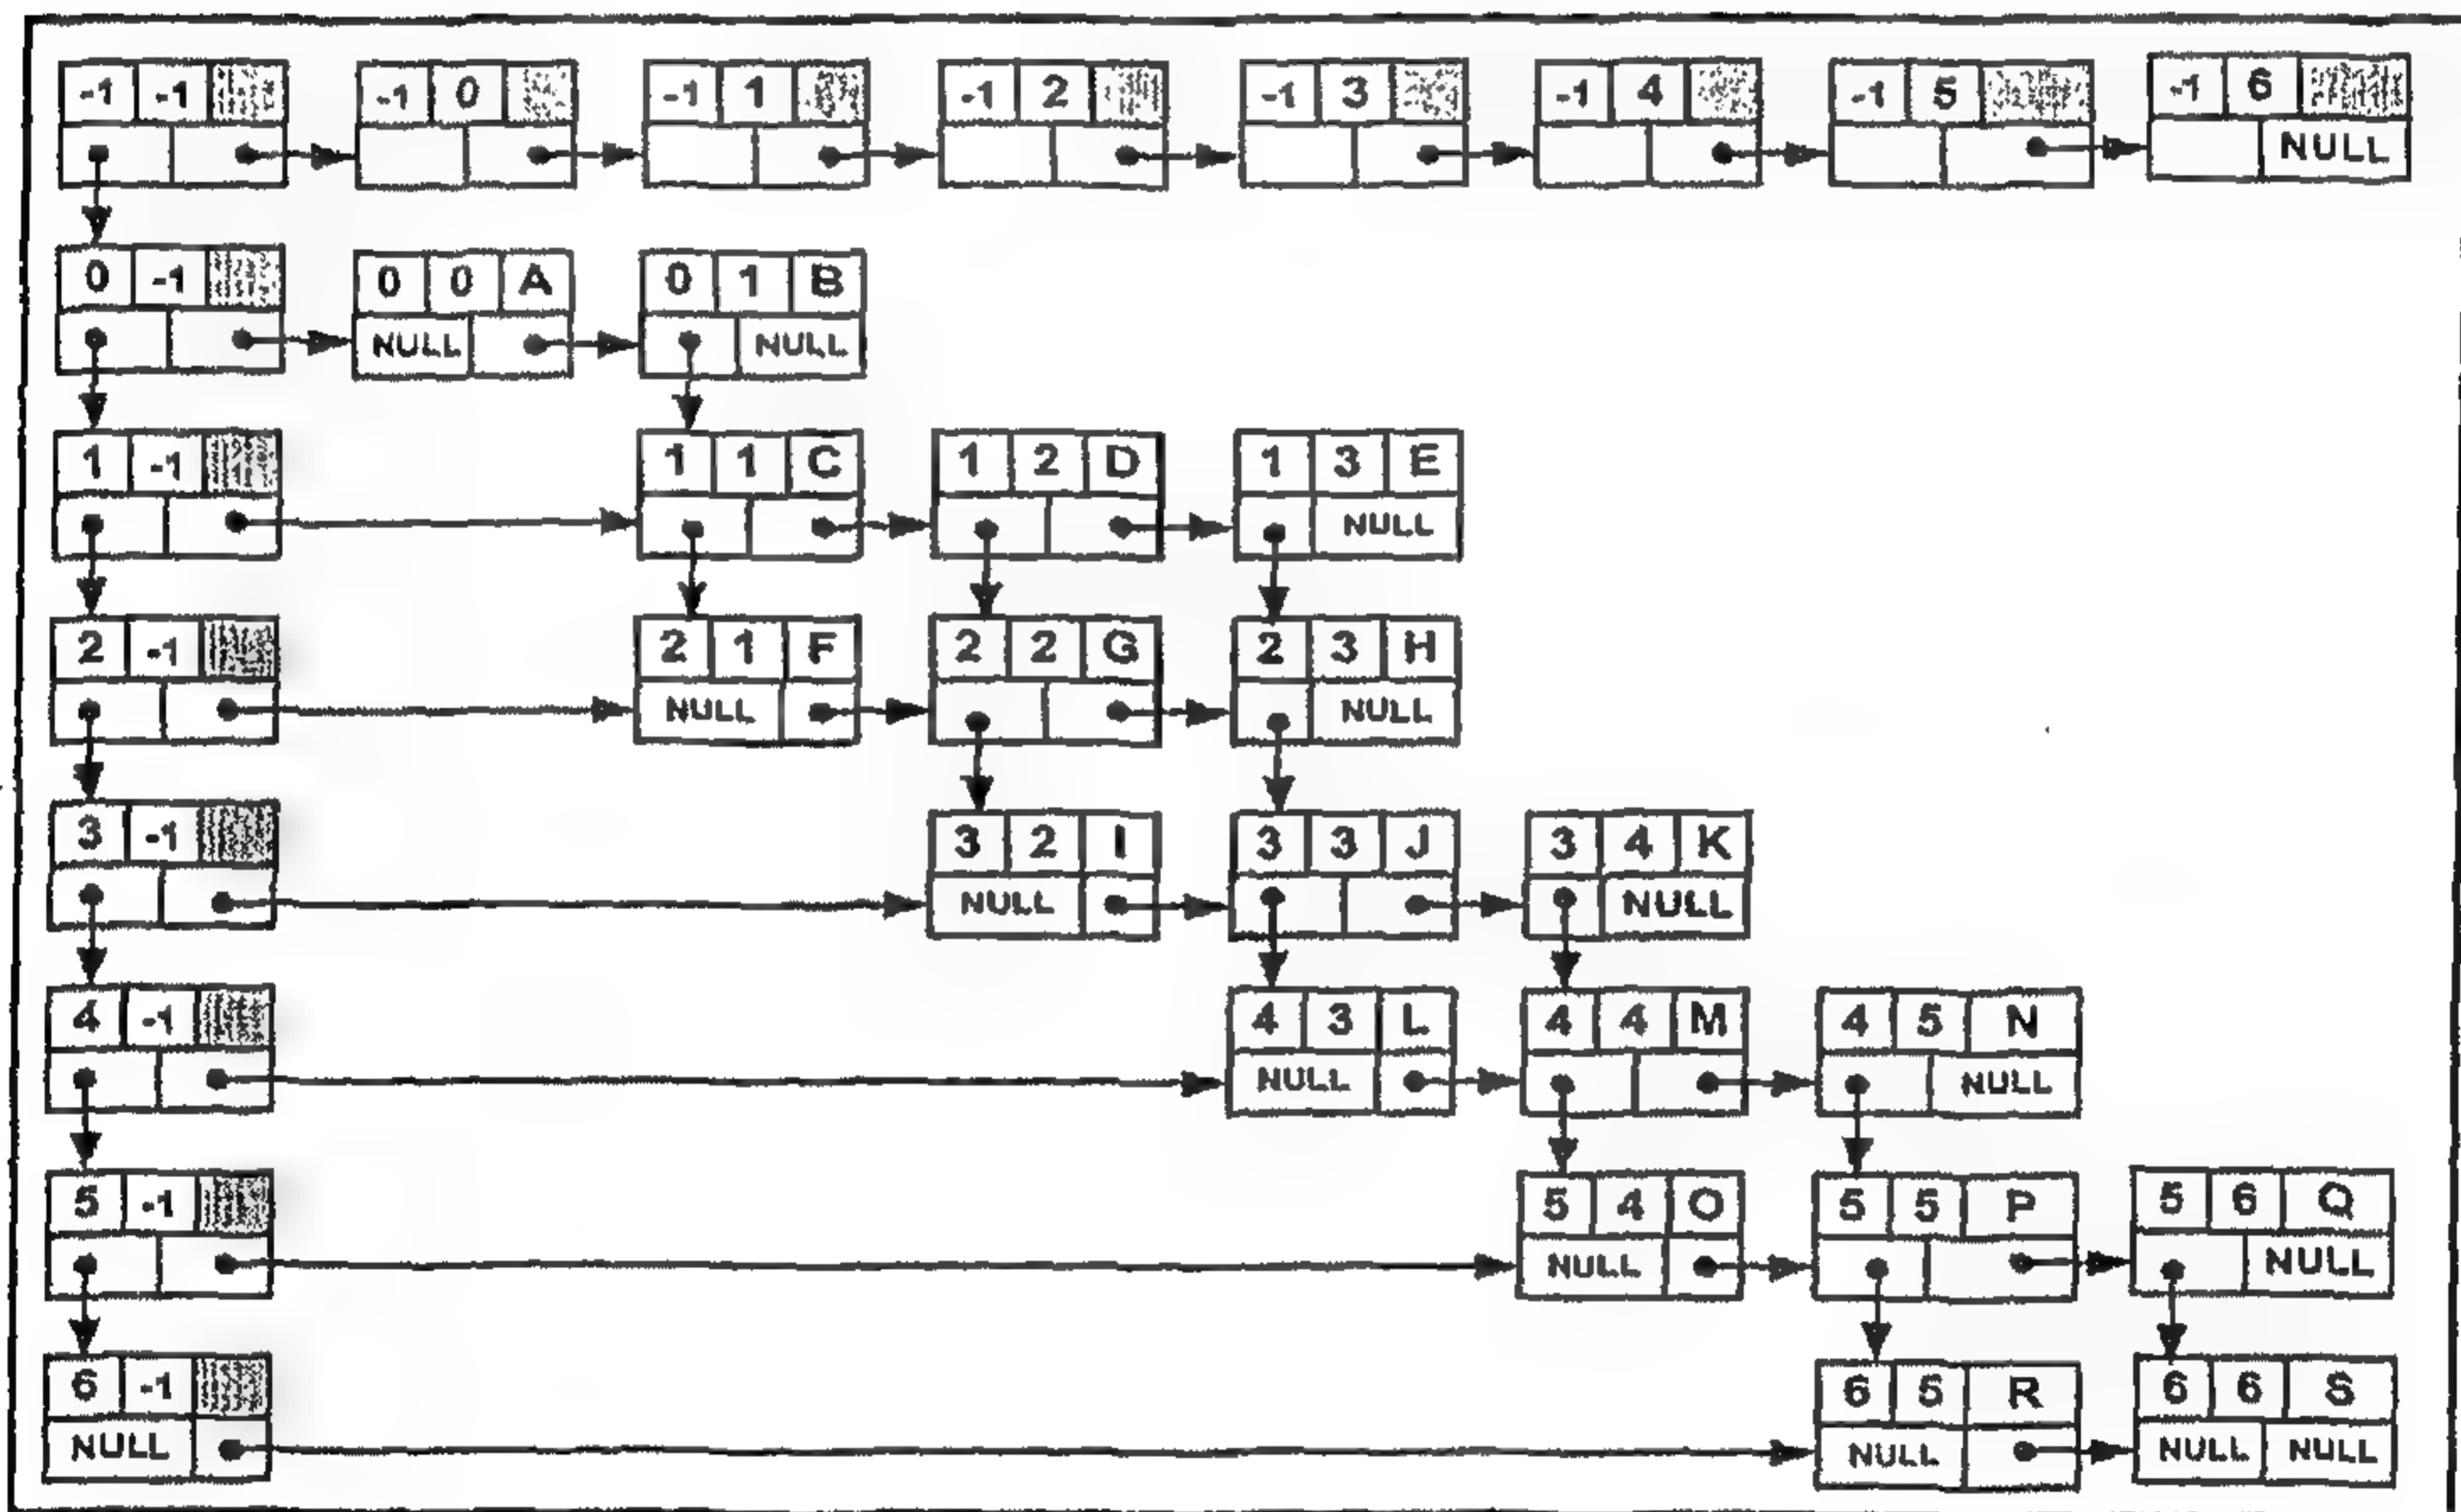 -1 -1 -1 0 -1 1 -1 2 -1 3 -1 4 -1 5 -1 6
NULL
0 -1 0 0 A 0 1 B
NULL NULL
1 -1 1 1 C 1 2 D 1 3 E
NULL
2 -1 2 1 F 2 2 G 2 3 H
NULL NULL
3 -1 3 2 I 3 3 J 3 4 K
NULL NULL
4 -1 4 3 L 4 4 M 4 5 N
NULL NULL
5 -1 5 4 O 5 5 P 5 6 Q
NULL NULL
6 -1 6 5 R 6 6 S
NULL NULL NULL NULL